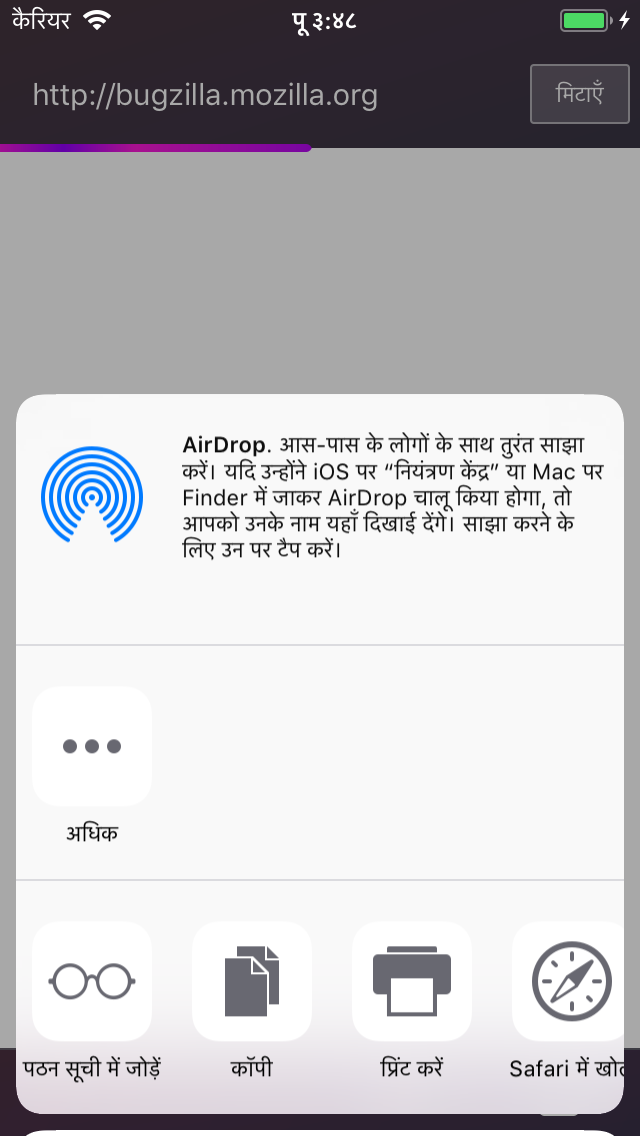 कैरियर पू ३:४८
http://bugzilla.mozilla.org मिटाएँ
AirDrop. आस-पास के लोगों के साथ तुरंत साझा
करें। यदि उन्होंने iOS पर “नियंत्रण केंद्र” या Mac पर
Finder में जाकर AirDrop चालू किया होगा, तो
आपको उनके नाम यहाँ दिखाई देंगे। साझा करने के
लिए उन पर टैप करें।
अधिक
पठन सूची में जोड़ें कॉपी प्रिंट करें Safari में